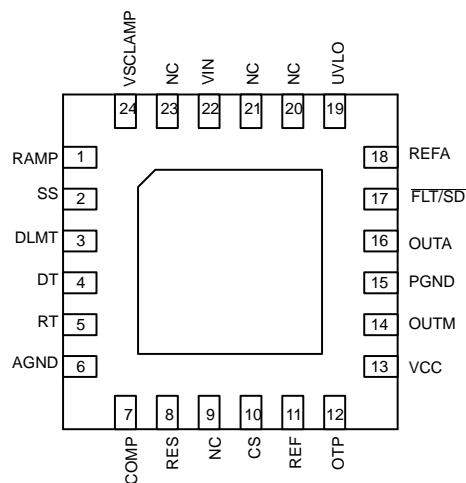 VSCLAMP
NC
VIN
NC
NC
UVLO
24
23
22
21
20
19
RAMP 1
SS 2
DLMT 3
DT 4
RT 5
AGND 6
18 REFA
17 FLT/SD
16 OUTA
15 PGND
14 OUTM
13 VCC
7
8
9
10
11
12
COMP
RES
NC
CS
REF
OTP